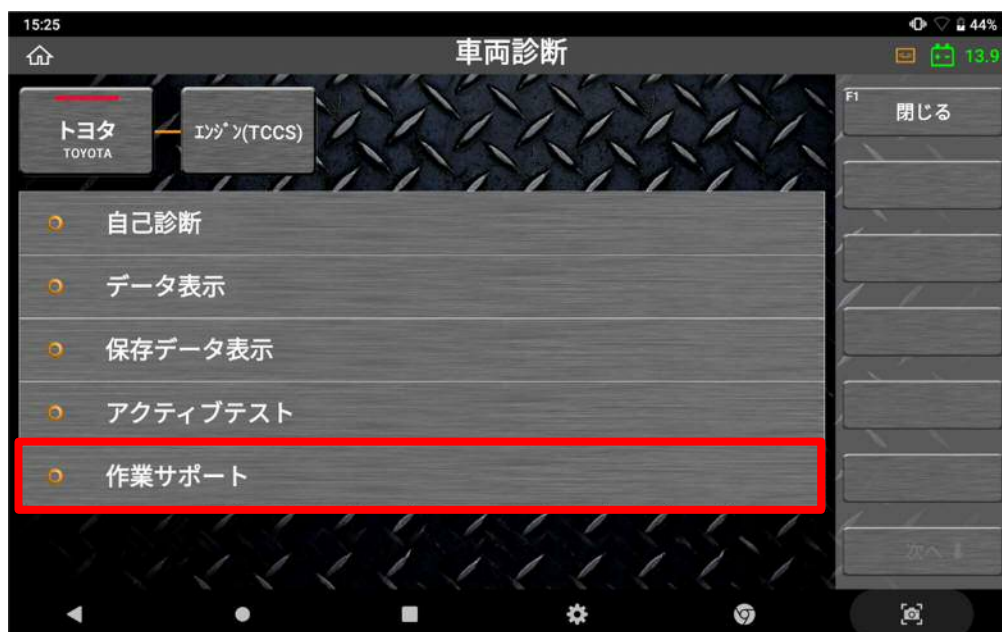 15:25
44%
車両診断
13.9
トヨタ
TOYOTA
ｴﾝｼﾞﾝ(TCCS)
F1
閉じる
自己診断
データ表示
保存データ表示
アクティブテスト
作業サポート
次へ ⬇